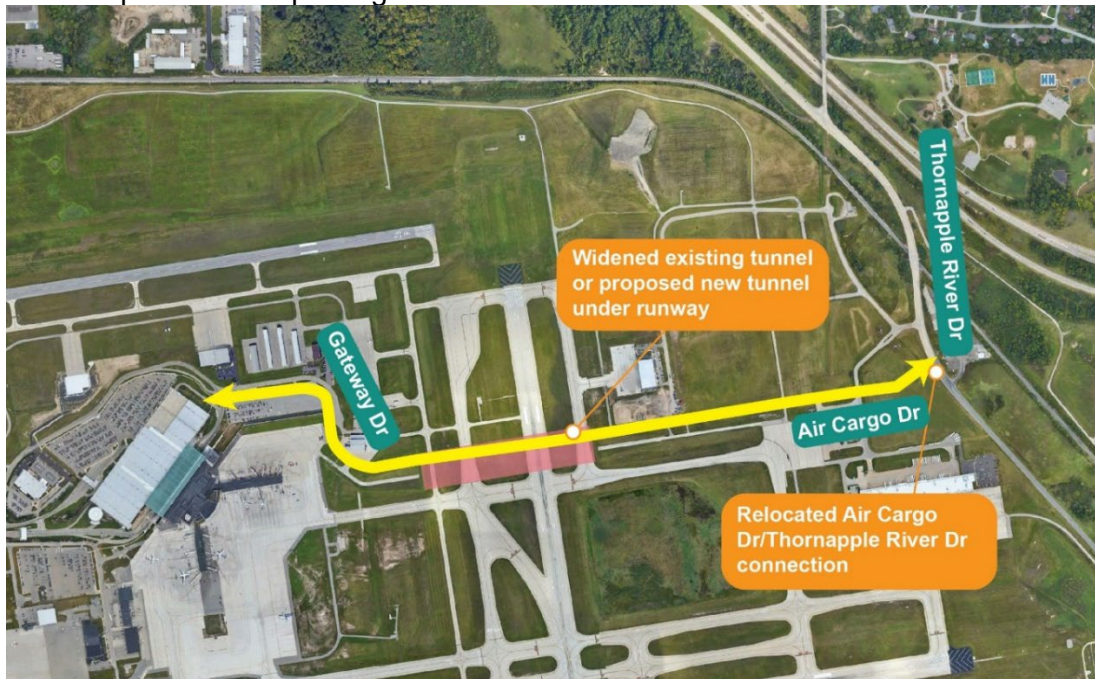 Thornapple River Dr
Widened existing tunnel
or proposed new tunnel
under runway
Gateway Dr
Air Cargo Dr
Relocated Air Cargo
Dr/Thornapple River Dr
connection